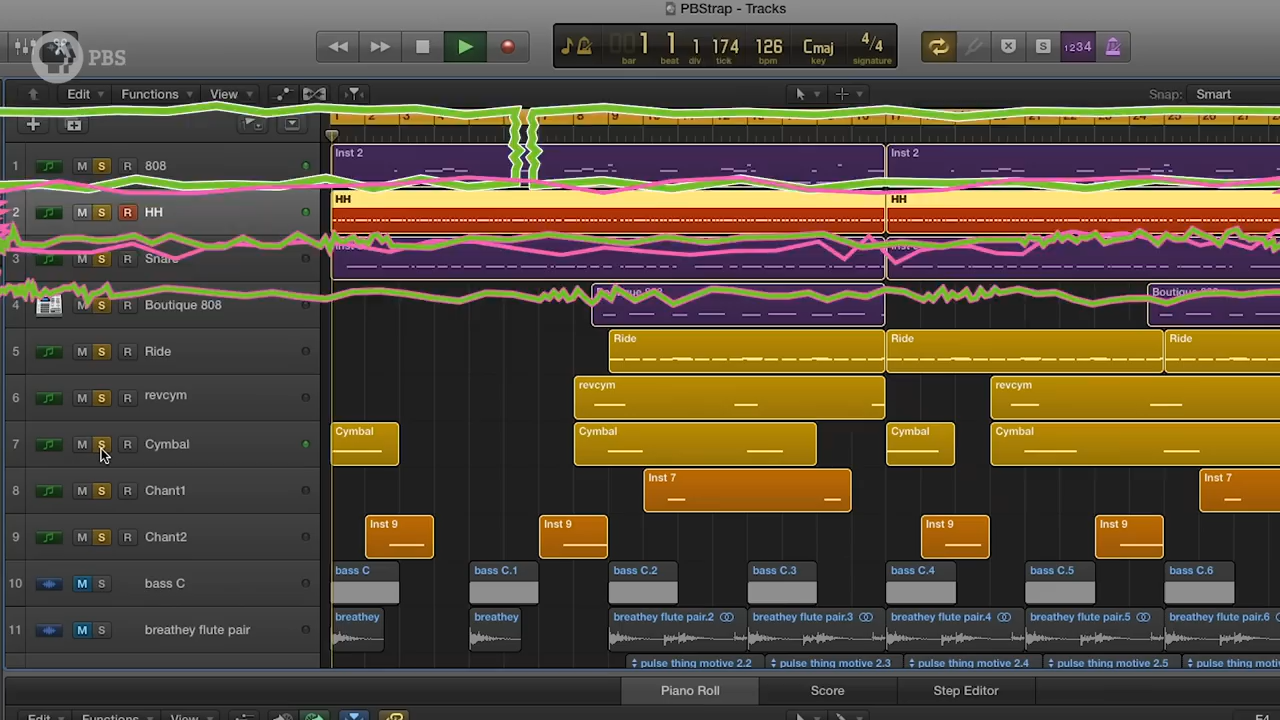 PBStrap - Tracks
PBS
1 1 1 174 126 Cmaj 4/4
bar beat div tick bpm key signature
S 1234
Edit Functions View Snap: Smart
1 M S R 808 Inst 2 Inst 2
2 M S R HH HH HH
3 M S R Snare
4 M S R Boutique 808
5 M S R Ride Ride Ride Ride
6 M S R revcym revcym revcym
7 M S R Cymbal Cymbal Cymbal Cymbal Cymbal
8 M S R Chant1 Inst 7 Inst 7
9 M S R Chant2 Inst 9 Inst 9 Inst 9 Inst 9
10 M S bass C bass C bass C.1 bass C.2 bass C.3 bass C.4 bass C.5 bass C.6
11 M S breathey flute pair breathey breathey breathey flute pair.2 breathey flute pair.3 breathey flute pair.4 breathey flute pair.5 breathey flute pair.6
pulse thing motive 2.2 pulse thing motive 2.3 pulse thing motive 2.4 pulse thing motive 2.5 pulse thing motive
Piano Roll Score Step Editor
Edit Functions View